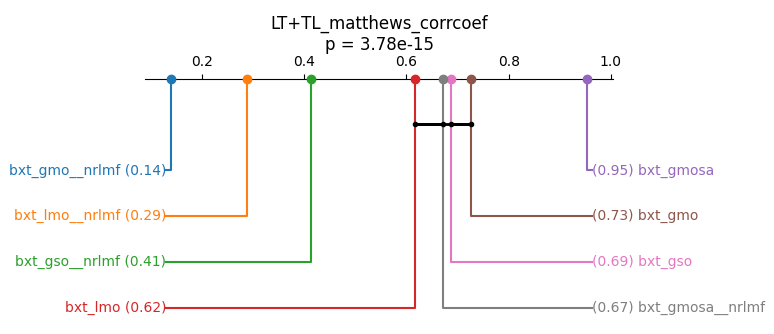 LT+TL_matthews_corrcoef
p = 3.78e-15
0.2 0.4 0.6 0.8 1.0
bxt_gmo__nrlmf (0.14) (0.95) bxt_gmosa
bxt_lmo__nrlmf (0.29) (0.73) bxt_gmo
bxt_gso__nrlmf (0.41) (0.69) bxt_gso
bxt_lmo (0.62) (0.67) bxt_gmosa__nrlmf